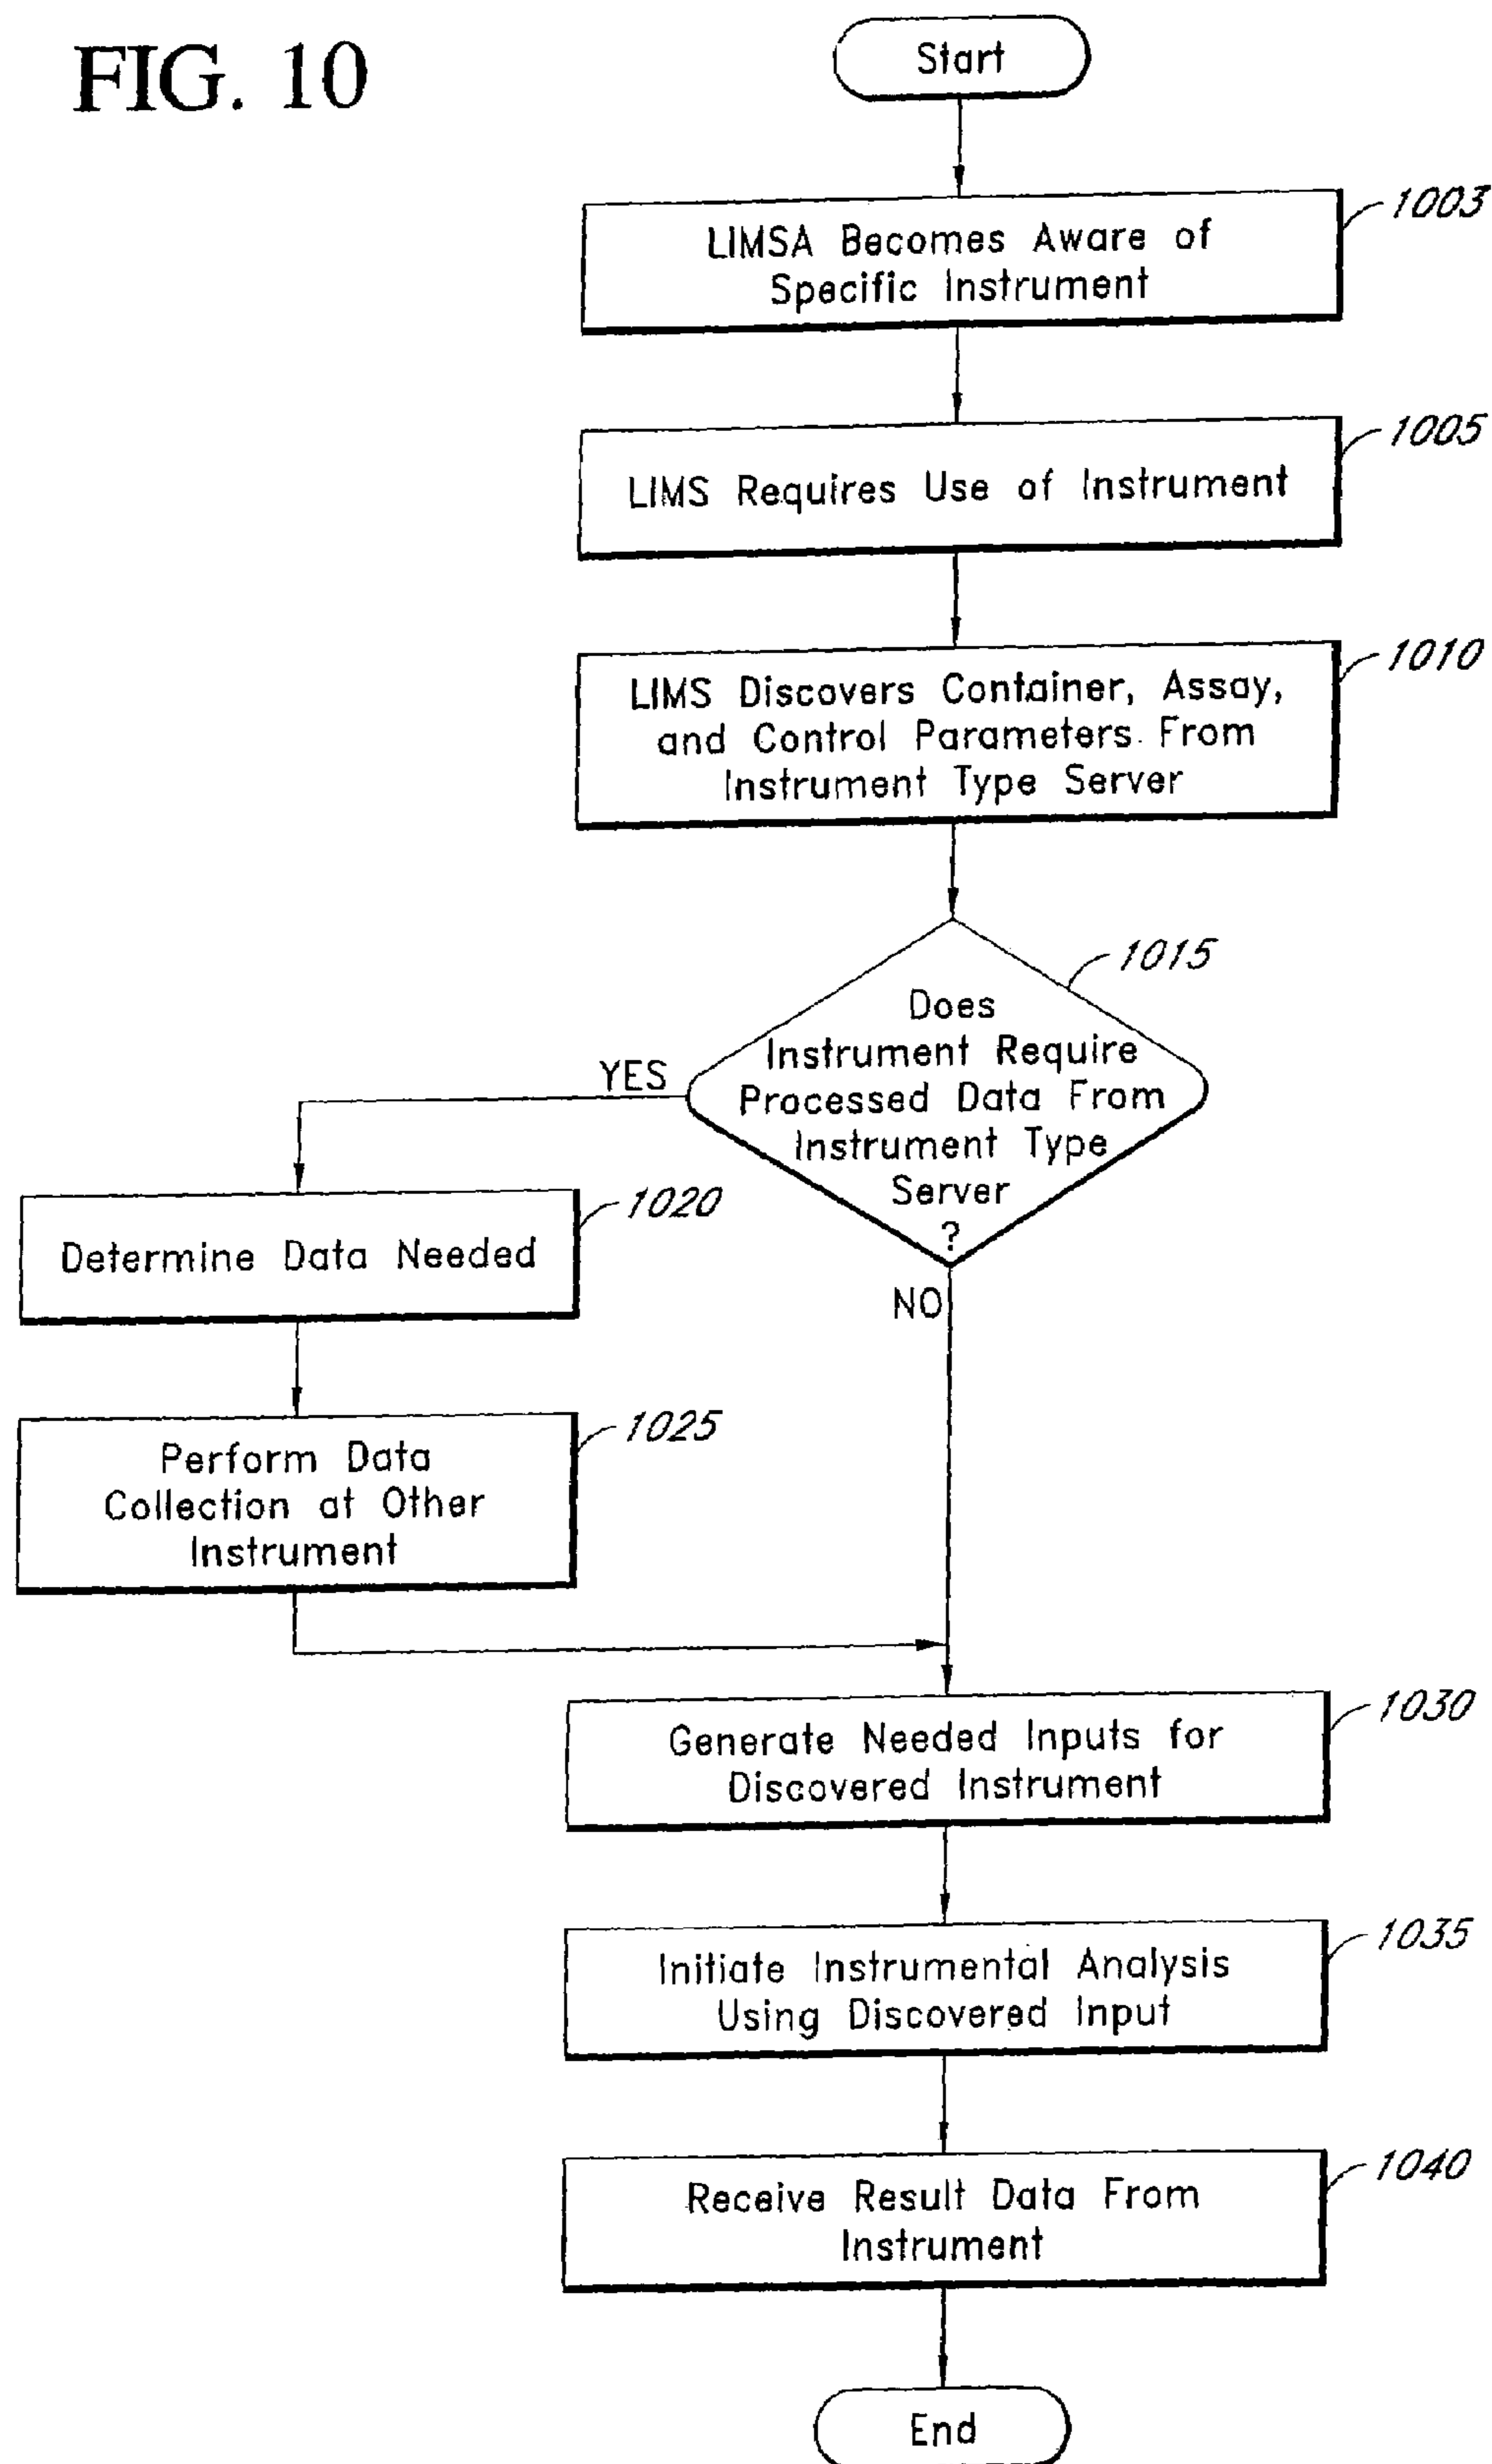 FIG. 10
Start
1003
LIMSA Becomes Aware of
Specific Instrument
1005
LIMS Requires Use of Instrument
1010
LIMS Discovers Container, Assay,
and Control Parameters From
Instrument Type Server
1015
Does
Instrument Require
Processed Data From
Instrument Type
Server
?
YES
NO
1020
Determine Data Needed
1025
Perform Data
Collection at Other
Instrument
1030
Generate Needed Inputs for
Discovered Instrument
1035
Initiate Instrumental Analysis
Using Discovered Input
1040
Receive Result Data From
Instrument
End